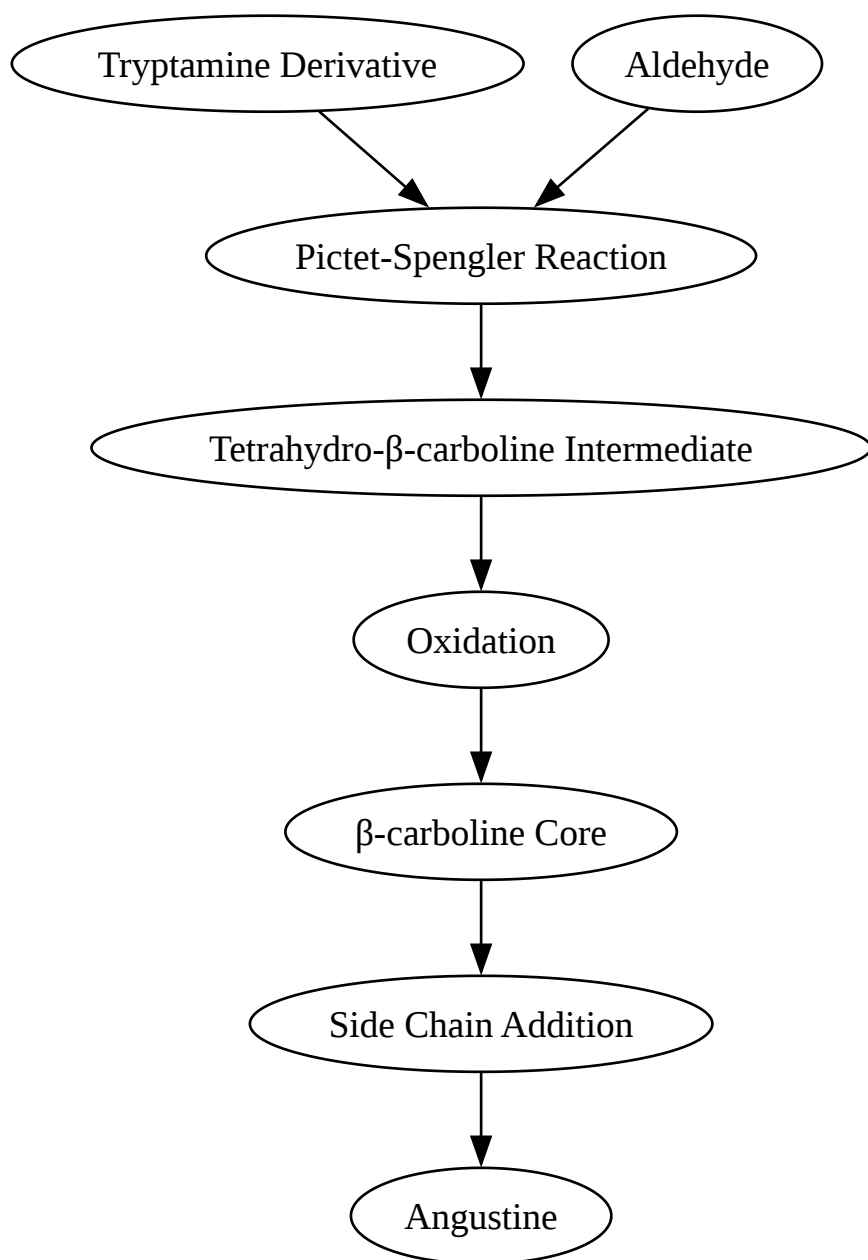 Tryptamine Derivative
Aldehyde
Pictet-Spengler Reaction
Tetrahydro-β-carboline Intermediate
Oxidation
β-carboline Core
Side Chain Addition
Angustine